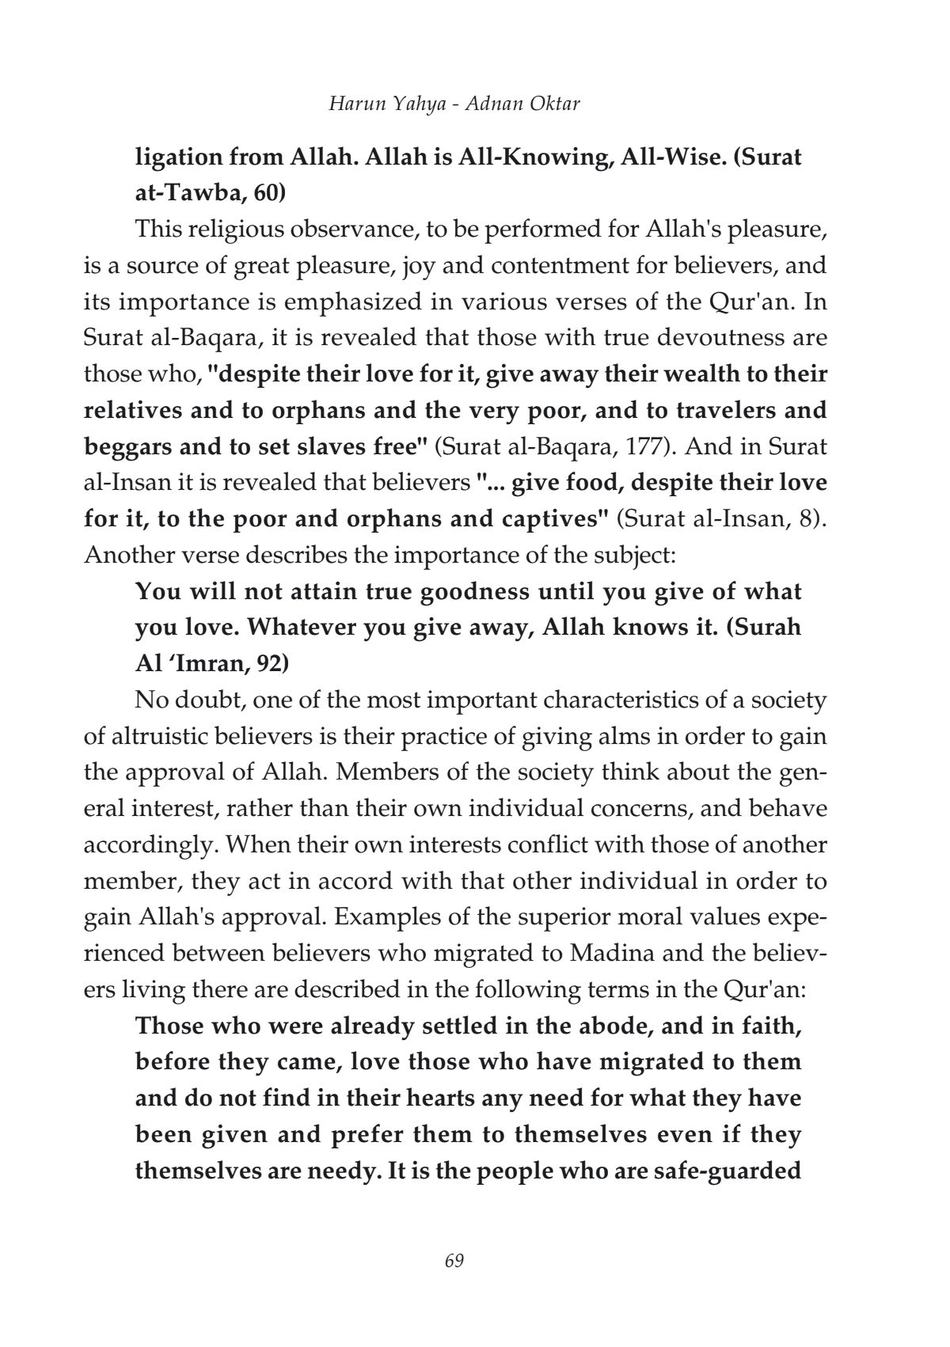 Harun Yahya - Adnan Oktar
ligation from Allah. Allah is All-Knowing, All-Wise. (Surat
at-Tawba, 60)
This religious observance, to be performed for Allah's pleasure,
is a source of great pleasure, joy and contentment for believers, and
its importance is emphasized in various verses of the Qur'an. In
Surat al-Baqara, it is revealed that those with true devoutness are
those who, "despite their love for it, give away their wealth to their
relatives and to orphans and the very poor, and to travelers and
beggars and to set slaves free" (Surat al-Baqara, 177). And in Surat
al-Insan it is revealed that believers "... give food, despite their love
for it, to the poor and orphans and captives" (Surat al-Insan, 8).
Another verse describes the importance of the subject:
You will not attain true goodness until you give of what
you love. Whatever you give away, Allah knows it. (Surah
Al ‘Imran, 92)
No doubt, one of the most important characteristics of a society
of altruistic believers is their practice of giving alms in order to gain
the approval of Allah. Members of the society think about the gen-
eral interest, rather than their own individual concerns, and behave
accordingly. When their own interests conflict with those of another
member, they act in accord with that other individual in order to
gain Allah's approval. Examples of the superior moral values expe-
rienced between believers who migrated to Madina and the believ-
ers living there are described in the following terms in the Qur'an:
Those who were already settled in the abode, and in faith,
before they came, love those who have migrated to them
and do not find in their hearts any need for what they have
been given and prefer them to themselves even if they
themselves are needy. It is the people who are safe-guarded
69